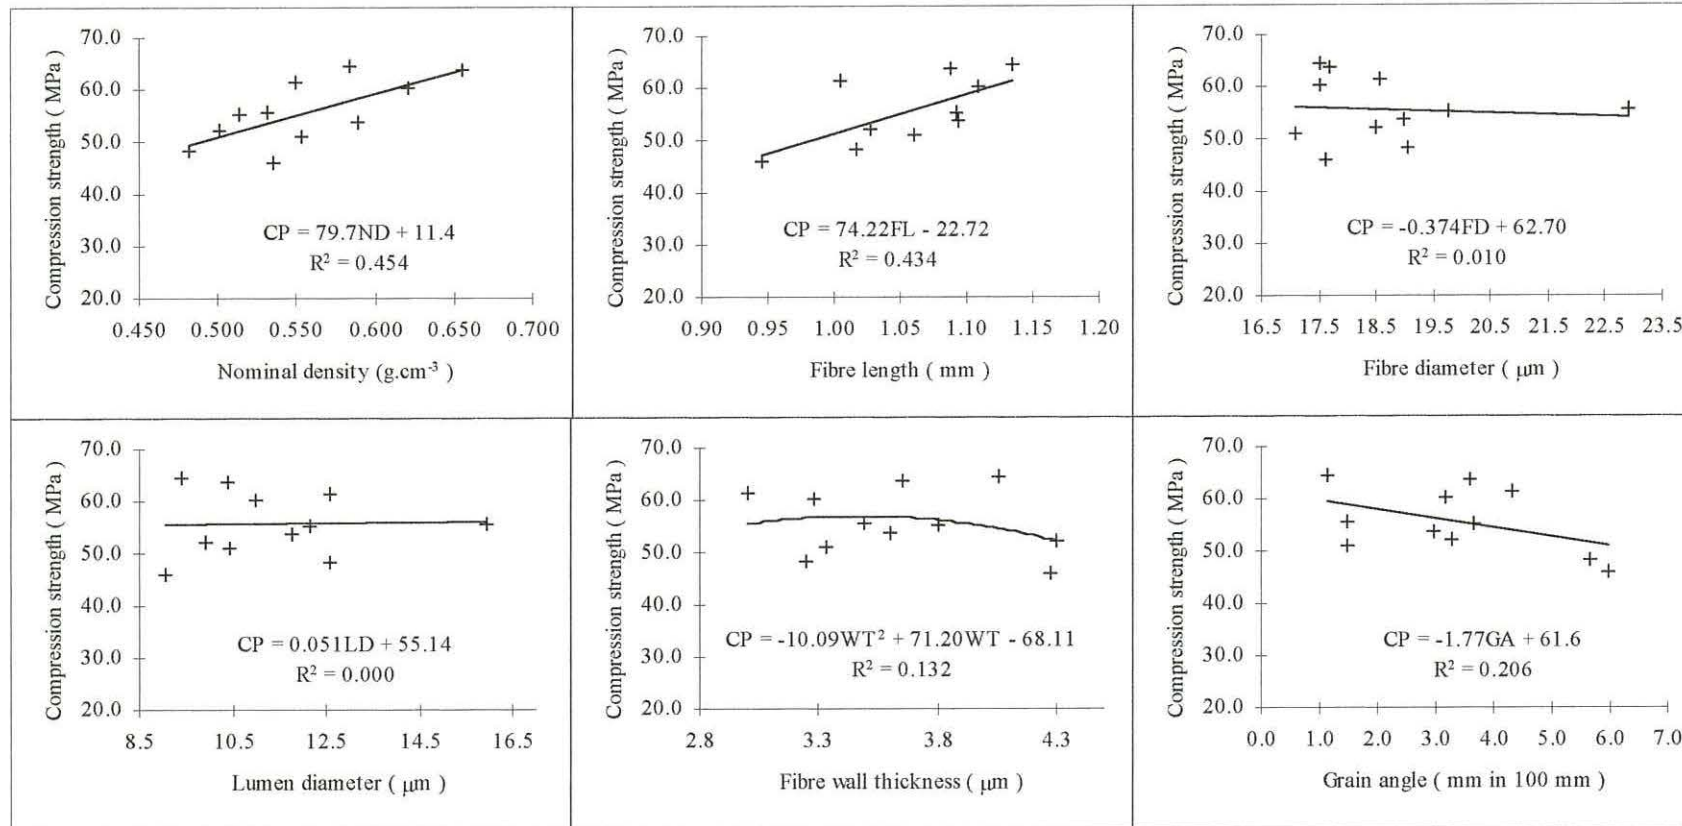 Compression strength ( MPa)
70.0
60.0
50.0
40.0
30.0
20.0
CP = 79.7ND + 11.4
R² = 0.454
0.450 0.500 0.550 0.600 0.650 0.700
Nominal density (g.cm⁻³ )
Compression strength ( MPa)
70.0
60.0
50.0
40.0
30.0
20.0
CP = 74.22FL - 22.72
R² = 0.434
0.90 0.95 1.00 1.05 1.10 1.15 1.20
Fibre length ( mm )
Compression strength ( MPa)
70.0
60.0
50.0
40.0
30.0
20.0
CP = -0.374FD + 62.70
R² = 0.010
16.5 17.5 18.5 19.5 20.5 21.5 22.5 23.5
Fibre diameter ( µm )
Compression strength ( MPa)
70.0
60.0
50.0
40.0
30.0
20.0
CP = 0.051LD + 55.14
R² = 0.000
8.5 10.5 12.5 14.5 16.5
Lumen diameter ( µm )
Compression strength ( MPa )
70.0
60.0
50.0
40.0
30.0
20.0
CP = -10.09WT² + 71.20WT - 68.11
R² = 0.132
2.8 3.3 3.8 4.3
Fibre wall thickness ( µm )
Compression strength ( MPa )
70.0
60.0
50.0
40.0
30.0
20.0
CP = -1.77GA + 61.6
R² = 0.206
0.0 1.0 2.0 3.0 4.0 5.0 6.0 7.0
Grain angle ( mm in 100 mm )